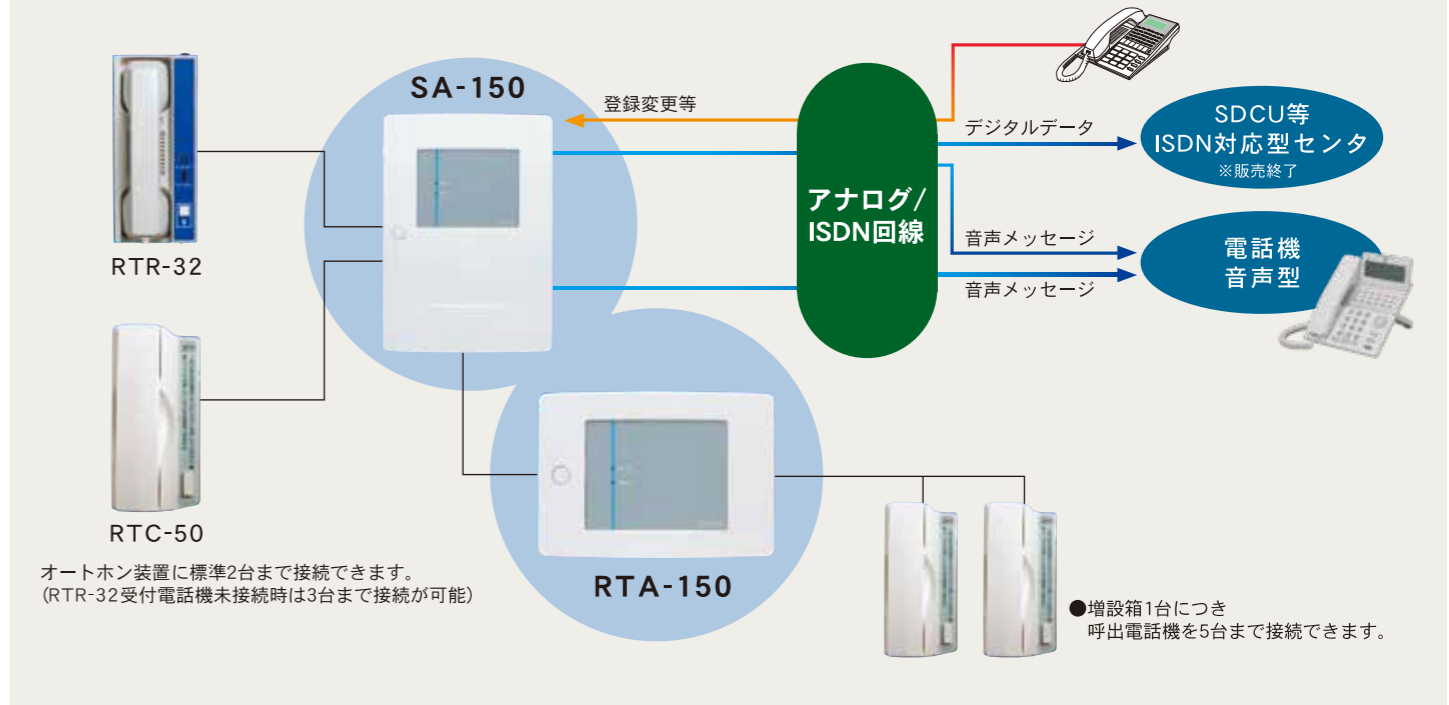 SA-150
登録変更等
RTR-32
RTC-50
オートホン装置に標準2台まで接続できます。
(RTR-32受付電話機未接続時は3台まで接続が可能)
RTA-150
アナログ/
ISDN回線
デジタルデータ
SDCU等
ISDN対応型センタ
※販売終了
音声メッセージ
音声メッセージ
電話機
音声型
●増設箱1台につき
呼出電話機を5台まで接続できます。